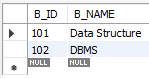 B_ID B_NAME
101 Data Structure
102 DBMS
NULL NULL